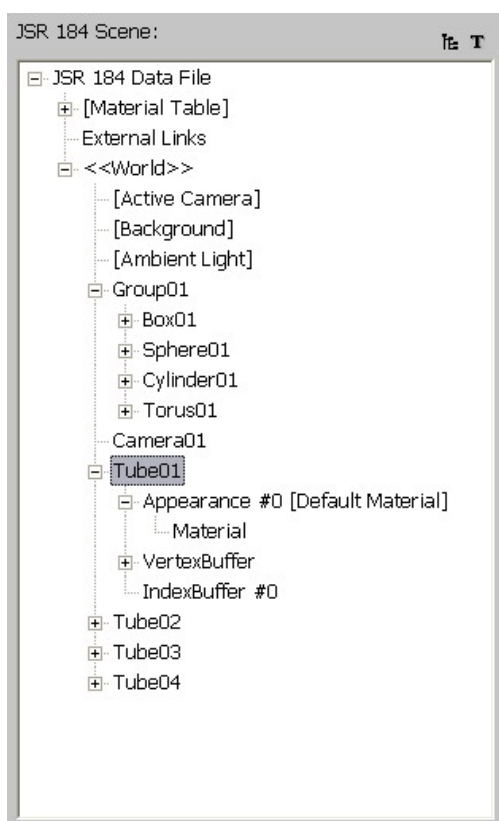 JSR 184 Scene:
T
JSR 184 Data File
[Material Table]
External Links
<<World>>
[Active Camera]
[Background]
[Ambient Light]
Group01
Box01
Sphere01
Cylinder01
Torus01
Camera01
Tube01
Appearance #0 [Default Material]
Material
VertexBuffer
IndexBuffer #0
Tube02
Tube03
Tube04